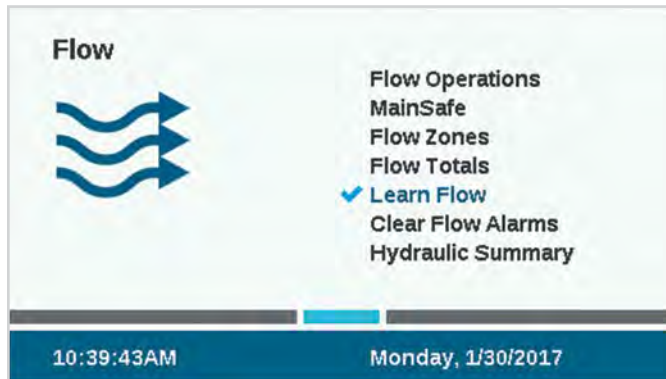 Flow
Flow Operations
MainSafe
Flow Zones
Flow Totals
Learn Flow
Clear Flow Alarms
Hydraulic Summary
10:39:43AM
Monday, 1/30/2017